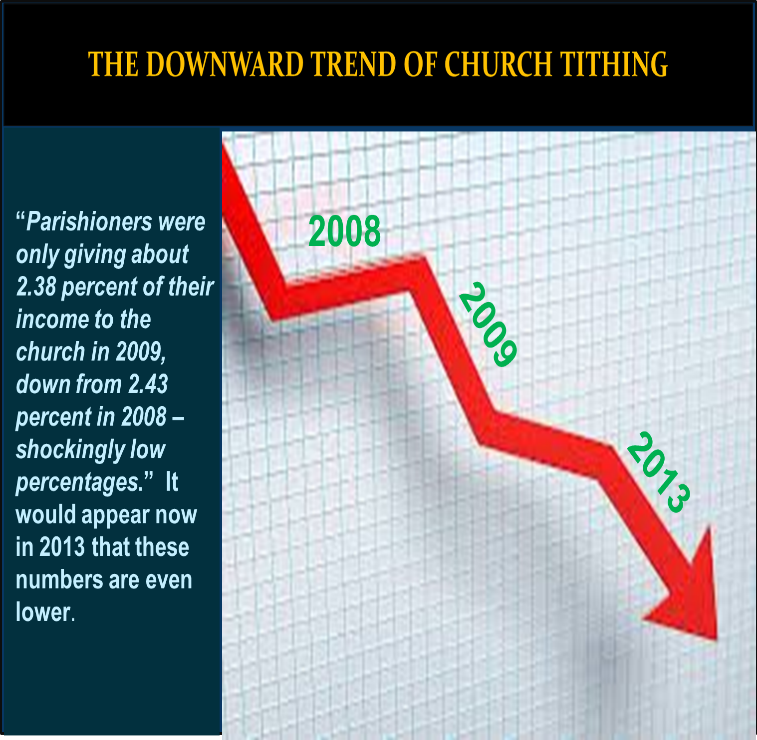 THE DOWNWARD TREND OF CHURCH TITHING
“Parishioners were
only giving about
2.38 percent of their
income to the
church in 2009,
down from 2.43
percent in 2008 –
shockingly low
percentages.” It
would appear now
in 2013 that these
numbers are even
lower.
2008
2009
2013